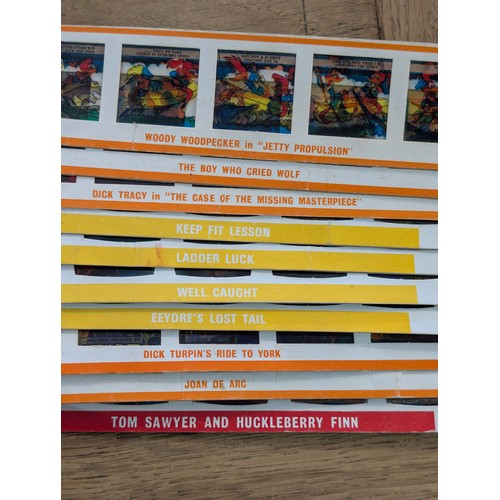 WOODY WOODPECKER in "JETTY PROPULSION"
THE BOY WHO CRIED WOLF
DICK TRACY in "THE CASE OF THE MISSING MASTERPIECE"
KEEP FIT LESSON
LADDER LUCK
WELL CAUGHT
EEYORE'S LOST TAIL
DICK TURPIN'S RIDE TO YORK
JOAN OF ARC
TOM SAWYER AND HUCKLEBERRY FINN